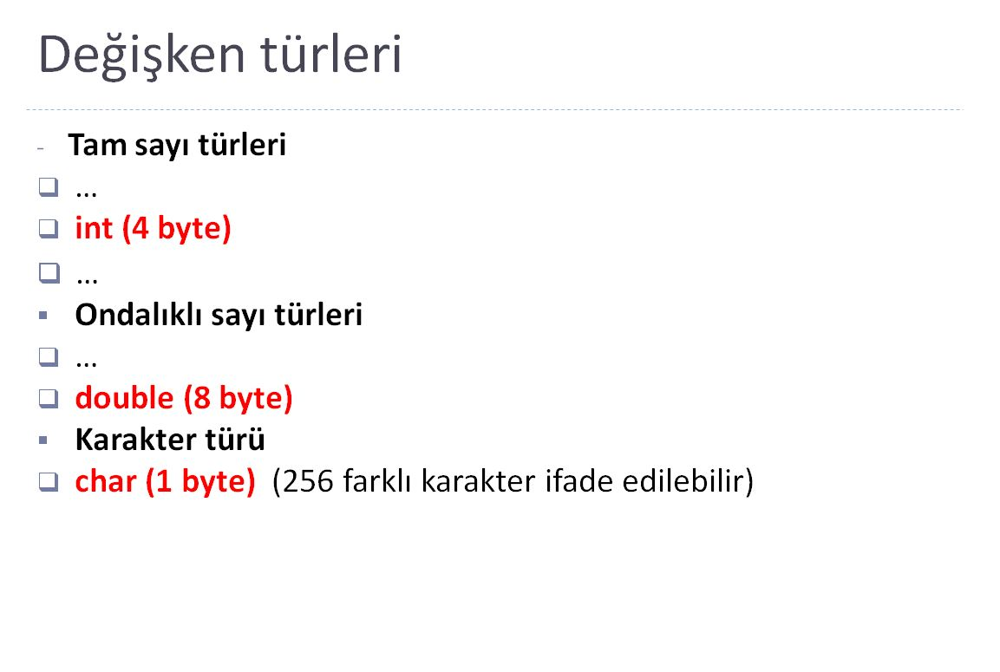 Değişken türleri
- Tam sayı türleri
❑ ...
❑ int (4 byte)
❑ ...
▪ Ondalıklı sayı türleri
❑ ...
❑ double (8 byte)
▪ Karakter türü
❑ char (1 byte) (256 farklı karakter ifade edilebilir)